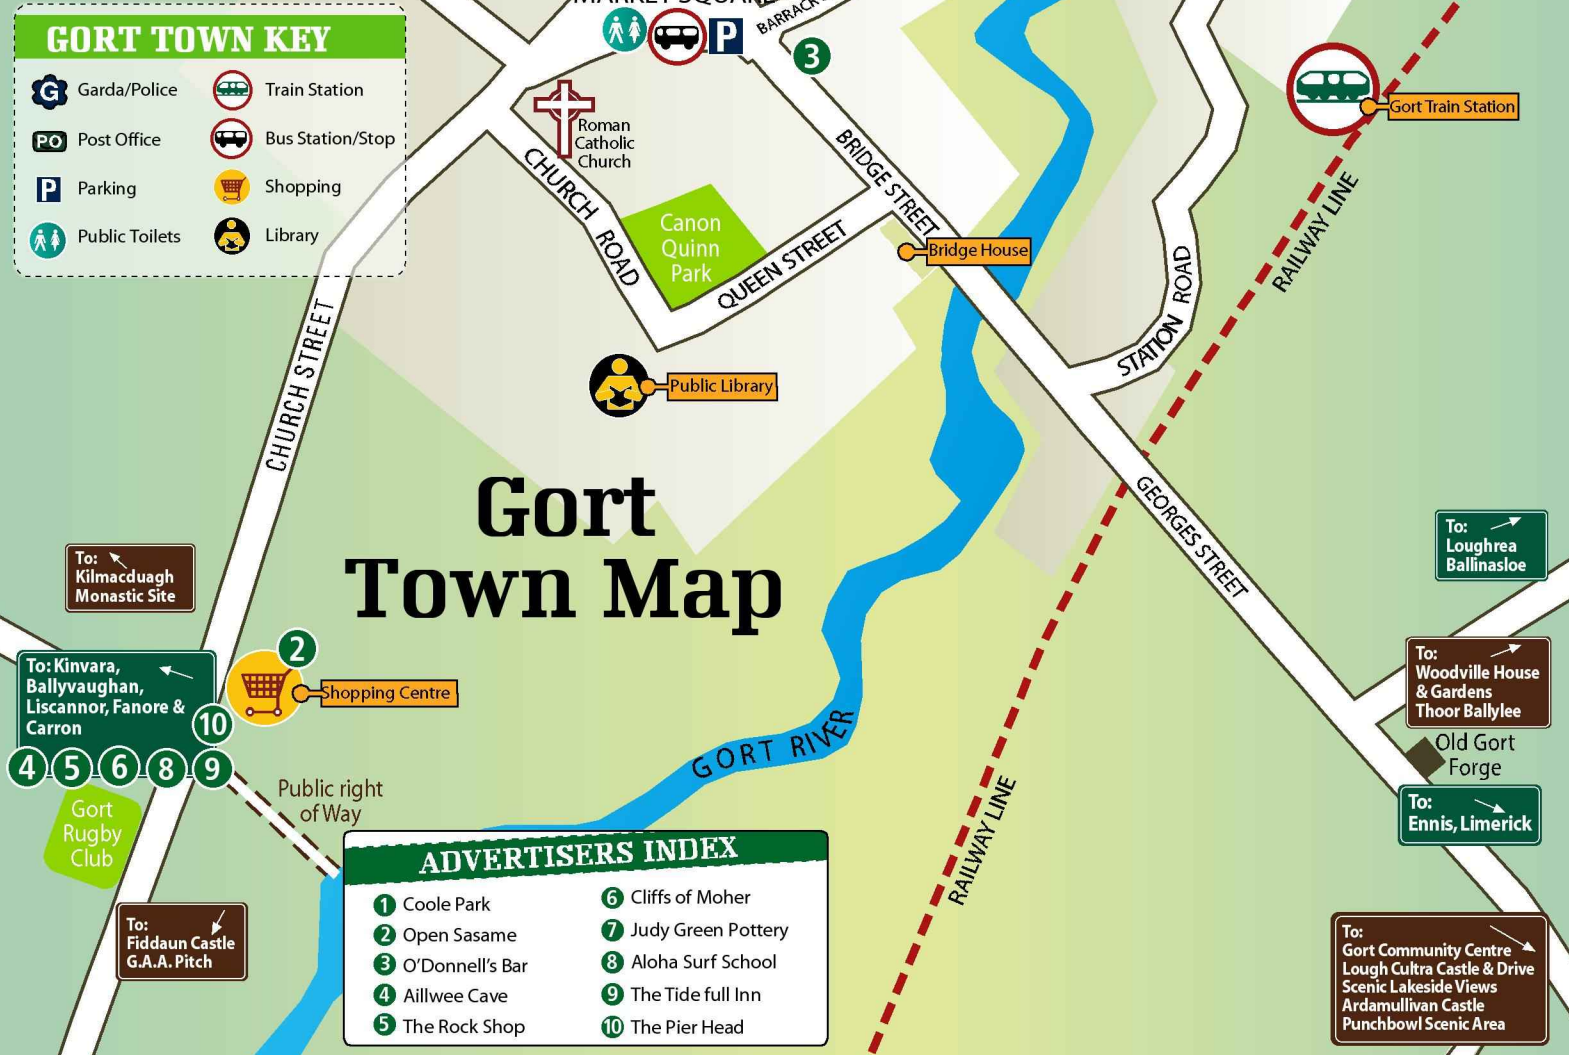 GORT TOWN KEY
G Garda/Police
Train Station
PO Post Office
Bus Station/Stop
P Parking
Shopping
Public Toilets
Library
MARKET SQUARE
P
BARRACK
3
Roman
Catholic
Church
CHURCH ROAD
Canon
Quinn
Park
QUEEN STREET
BRIDGE STREET
Bridge House
Gort Train Station
RAILWAY LINE
STATION ROAD
CHURCH STREET
Public Library
Gort
Town Map
GEORGES STREET
To:
Loughrea
Ballinasloe
To:
Kilmacduagh
Monastic Site
To: Kinvara,
Ballyvaughan,
Liscannor, Fanore &
Carron
2
Shopping Centre
10
4 5 6 8 9
Gort
Rugby
Club
Public right
of Way
GORT RIVER
RAILWAY LINE
To:
Woodville House
& Gardens
Thoor Ballylee
Old Gort
Forge
To:
Ennis, Limerick
To:
Fiddaun Castle
G.A.A. Pitch
ADVERTISERS INDEX
1 Coole Park
2 Open Sasame
3 O'Donnell's Bar
4 Aillwee Cave
5 The Rock Shop
6 Cliffs of Moher
7 Judy Green Pottery
8 Aloha Surf School
9 The Tide full Inn
10 The Pier Head
To:
Gort Community Centre
Lough Cultra Castle & Drive
Scenic Lakeside Views
Ardamullivan Castle
Punchbowl Scenic Area